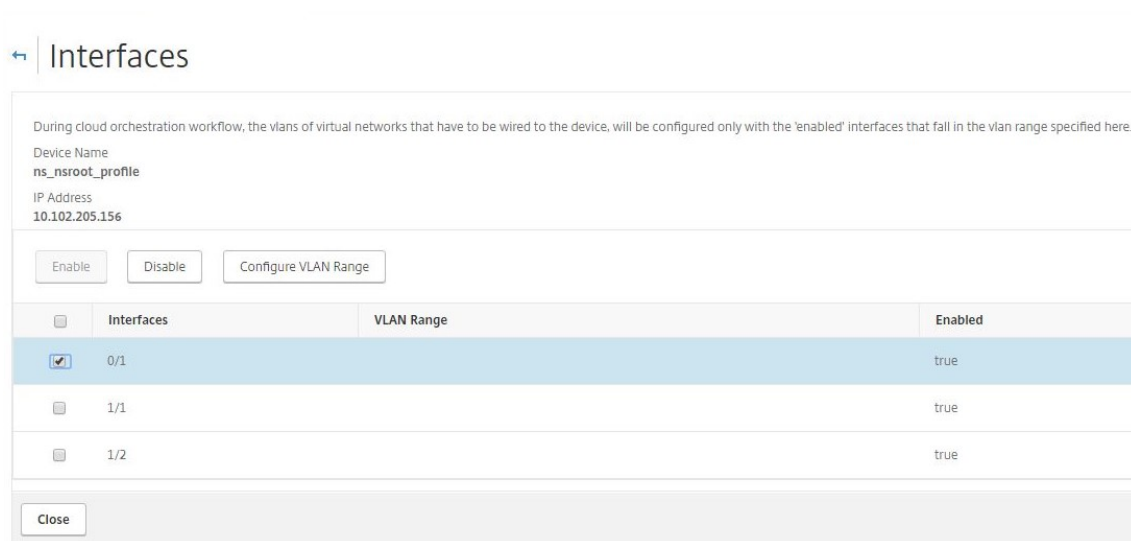 Interfaces
During cloud orchestration workflow, the vlans of virtual networks that have to be wired to the device, will be configured only with the 'enabled' interfaces that fall in the vlan range specified here.
Device Name
ns_nsroot_profile
IP Address
10.102.205.156
Enable Disable Configure VLAN Range
Interfaces VLAN Range Enabled
0/1 true
1/1 true
1/2 true
Close